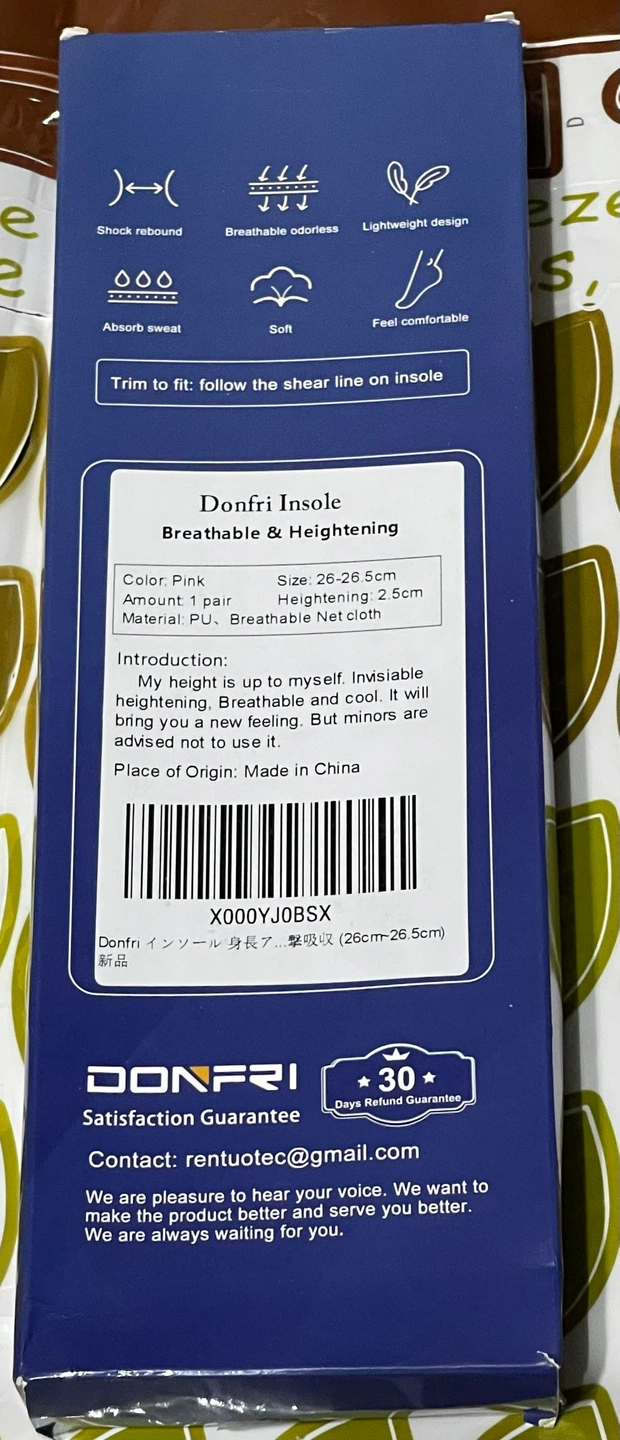 Shock rebound
Breathable odorless
Lightweight design
Absorb sweat
Soft
Feel comfortable
Trim to fit: follow the shear line on insole
Donfri Insole
Breathable & Heightening
Color: Pink Size: 26-26.5cm
Amount: 1 pair Heightening: 2.5cm
Material: PU、Breathable Net cloth
Introduction:
My height is up to myself. Invisiable
heightening, Breathable and cool. It will
bring you a new feeling. But minors are
advised not to use it.
Place of Origin: Made in China
X000YJ0BSX
Donfri インソール 身長ア...撃吸収 (26cm~26.5cm)
新品
DONFRI
Satisfaction Guarantee
30
Days Refund Guarantee
Contact: rentuotec@gmail.com
We are pleasure to hear your voice. We want to
make the product better and serve you better.
We are always waiting for you.